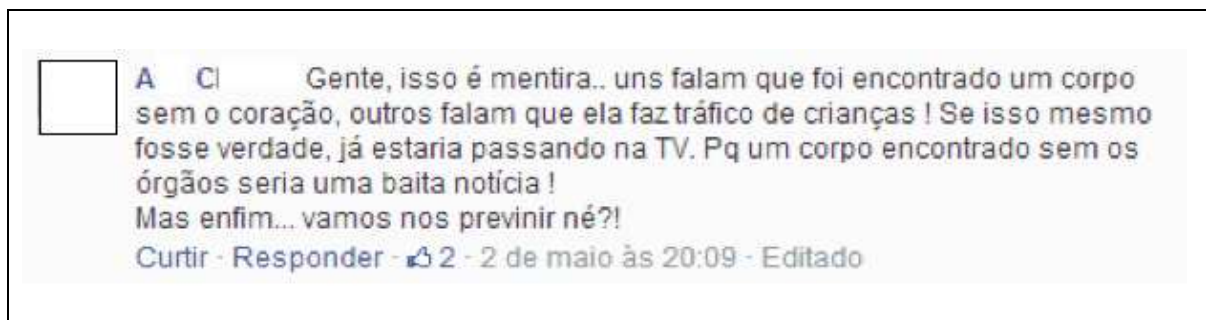 A C Gente, isso é mentira.. uns falam que foi encontrado um corpo
sem o coração, outros falam que ela faz tráfico de crianças ! Se isso mesmo
fosse verdade, já estaria passando na TV. Pq um corpo encontrado sem os
órgãos seria uma baita notícia !
Mas enfim... vamos nos previnir né?!
Curtir · Responder · 2 · 2 de maio às 20:09 · Editado